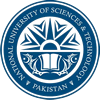 NATIONAL UNIVERSITY OF SCIENCES & TECHNOLOGY
PAKISTAN